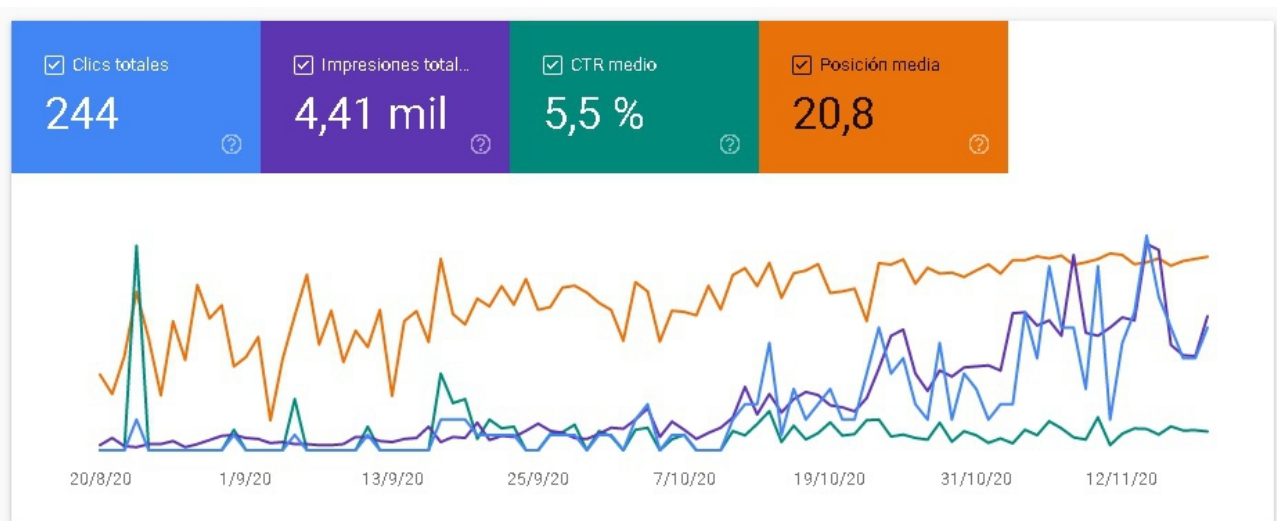 Clics totales
244
Impresiones total...
4,41 mil
CTR medio
5,5 %
Posición media
20,8
20/8/20 1/9/20 13/9/20 25/9/20 7/10/20 19/10/20 31/10/20 12/11/20